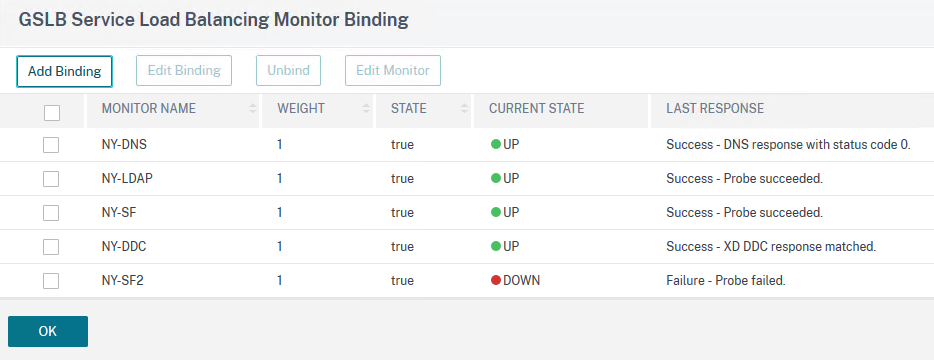 GSLB Service Load Balancing Monitor Binding
Add Binding Edit Binding Unbind Edit Monitor
MONITOR NAME WEIGHT STATE CURRENT STATE LAST RESPONSE
NY-DNS 1 true UP Success - DNS response with status code 0.
NY-LDAP 1 true UP Success - Probe succeeded.
NY-SF 1 true UP Success - Probe succeeded.
NY-DDC 1 true UP Success - XD DDC response matched.
NY-SF2 1 true DOWN Failure - Probe failed.
OK